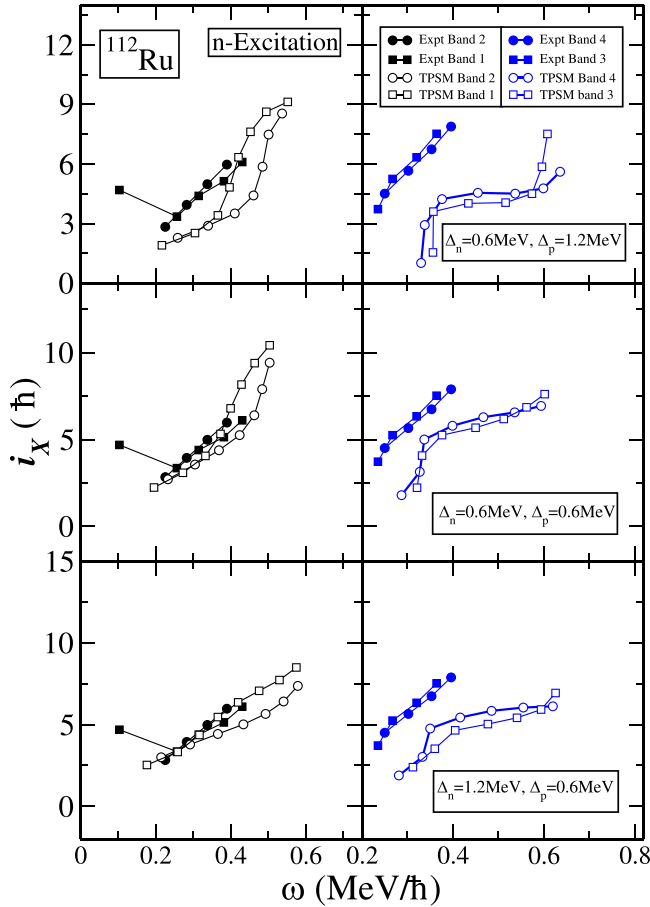 ¹¹²Ru
n-Excitation
Expt Band 2
Expt Band 1
TPSM Band 2
TPSM Band 1
Expt Band 4
Expt Band 3
TPSM Band 4
TPSM band 3
12
9
6
3
0
Δn=0.6MeV, Δp=1.2MeV
10
5
0
Δn=0.6MeV, Δp=0.6MeV
15
10
5
0
Δn=1.2MeV, Δp=0.6MeV
iX (ħ)
0 0.2 0.4 0.6 0.4 0.6 0.8
ω (MeV/ħ)